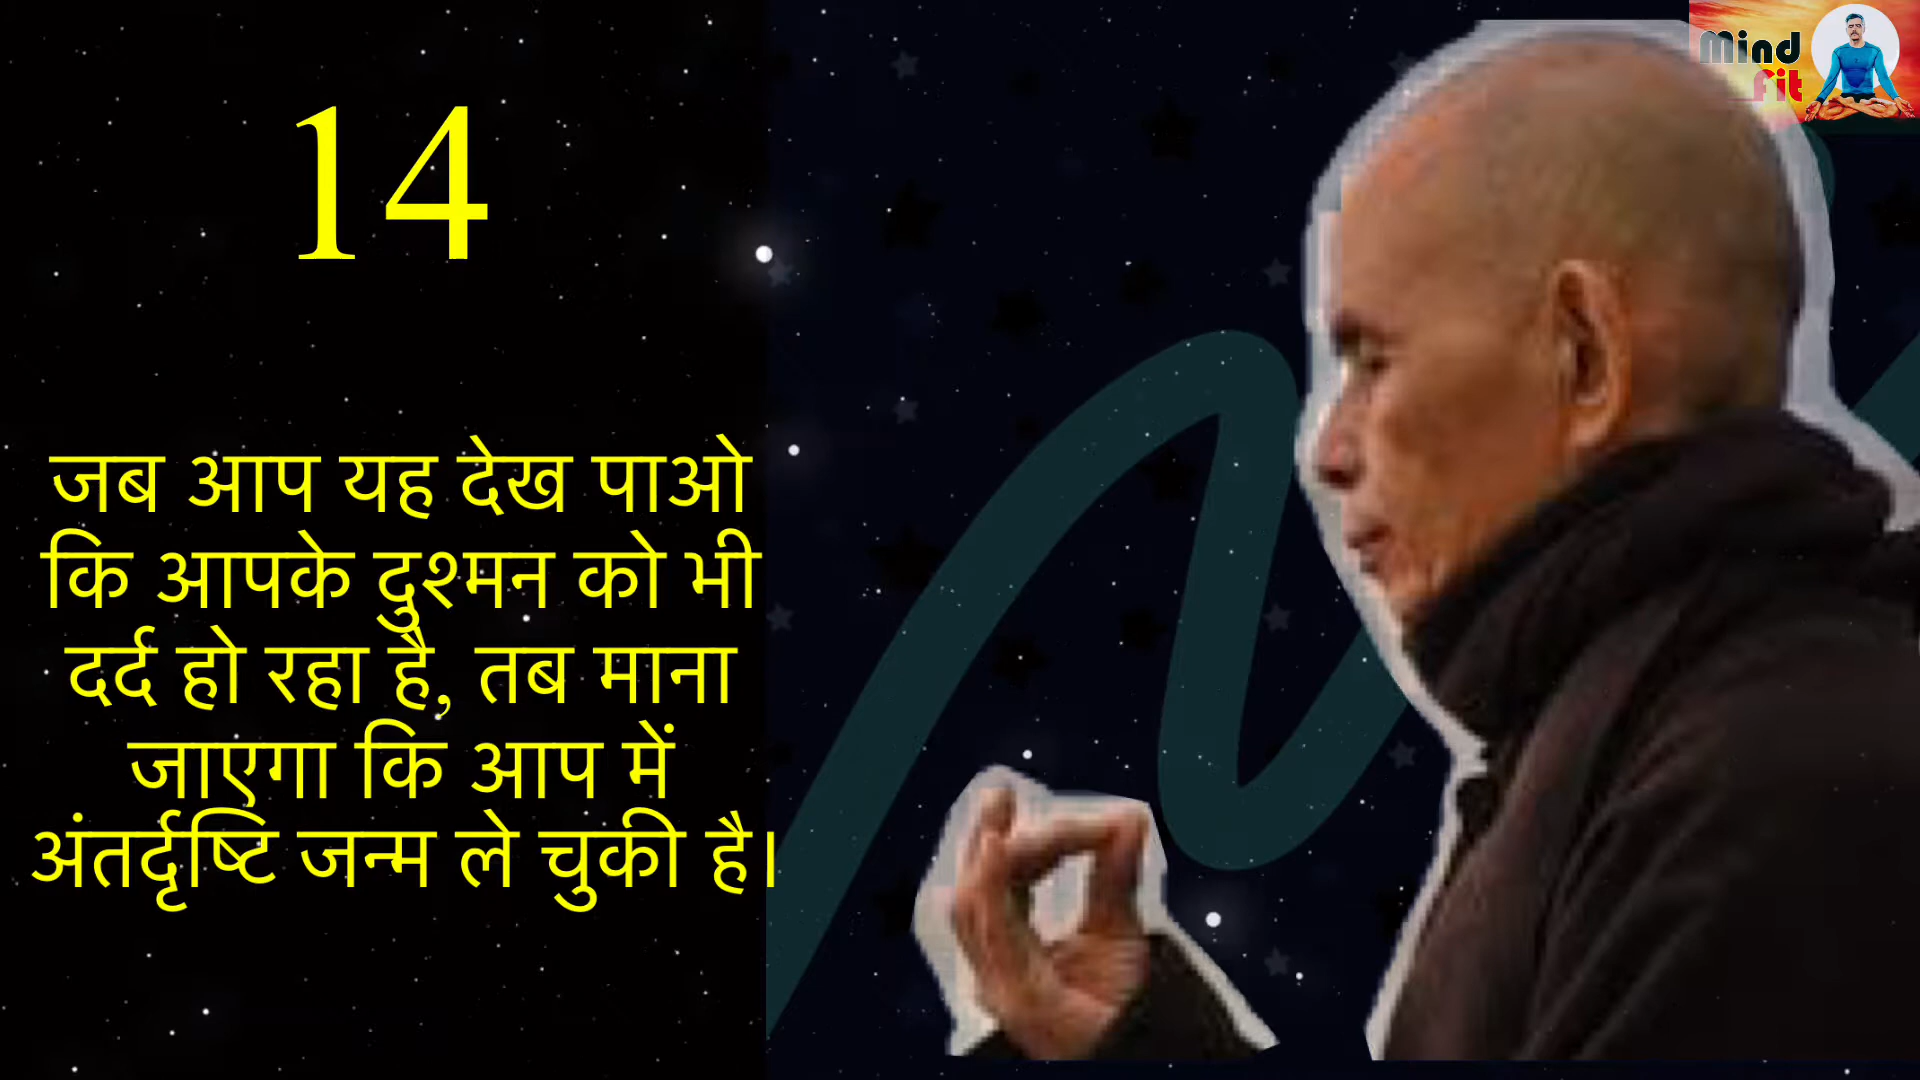 Mind
Fit
14
जब आप यह देख पाओ
कि आपके दुश्मन को भी
दर्द हो रहा है, तब माना
जाएगा कि आप में
अंतर्दृष्टि जन्म ले चुकी है।